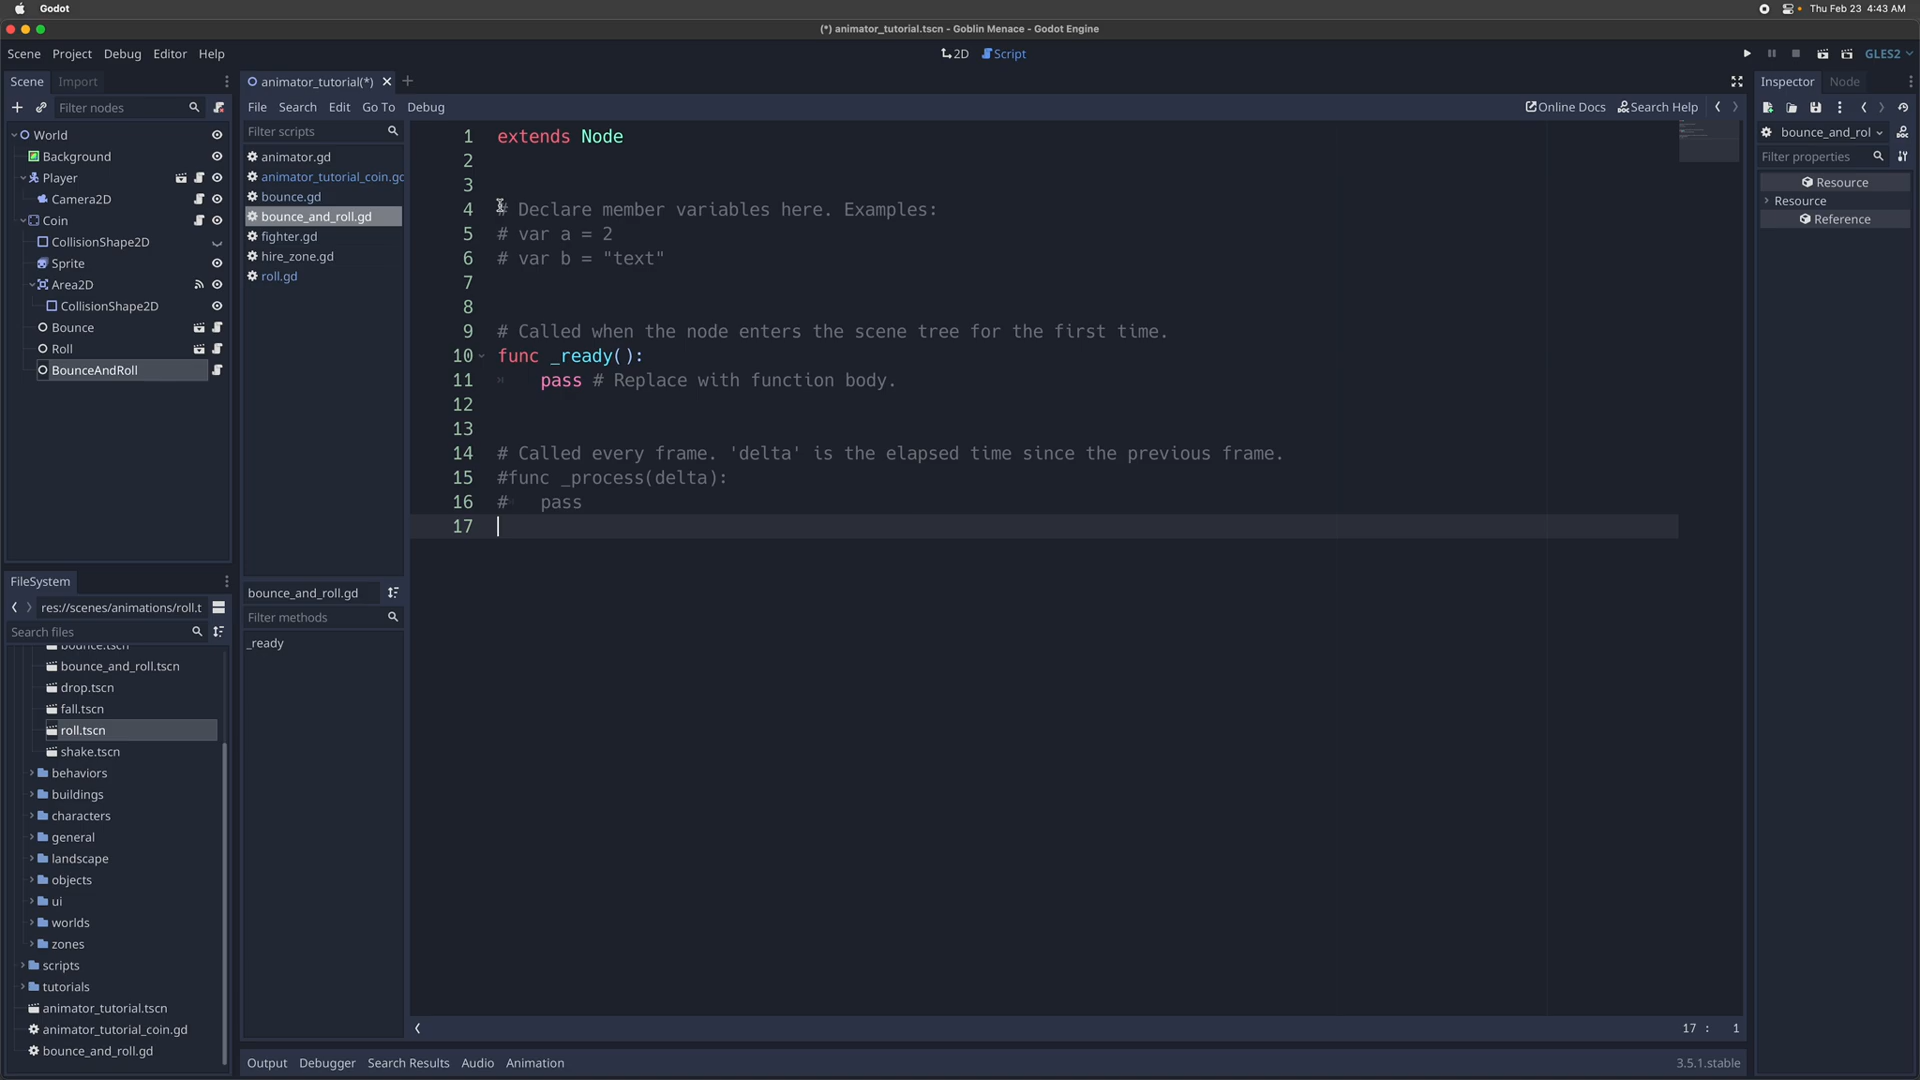 Godot
Thu Feb 23 4:43 AM
(*) animator_tutorial.tscn - Goblin Menace - Godot Engine
Scene Project Debug Editor Help
2D Script
GLES2
Scene Import
Filter nodes
World
Background
Player
Camera2D
Coin
CollisionShape2D
Sprite
Area2D
CollisionShape2D
Bounce
Roll
BounceAndRoll
FileSystem
res://scenes/animations/roll.t
Search files
bounce.tscn
bounce_and_roll.tscn
drop.tscn
fall.tscn
roll.tscn
shake.tscn
behaviors
buildings
characters
general
landscape
objects
ui
worlds
zones
scripts
tutorials
animator_tutorial.tscn
animator_tutorial_coin.gd
bounce_and_roll.gd
animator_tutorial(*)
File Search Edit Go To Debug
Online Docs Search Help
Filter scripts
animator.gd
animator_tutorial_coin.gd
bounce.gd
bounce_and_roll.gd
fighter.gd
hire_zone.gd
roll.gd
bounce_and_roll.gd
Filter methods
_ready
1 extends Node
2
3
4 # Declare member variables here. Examples:
5 # var a = 2
6 # var b = "text"
7
8
9 # Called when the node enters the scene tree for the first time.
10 func _ready():
11 pass # Replace with function body.
12
13
14 # Called every frame. 'delta' is the elapsed time since the previous frame.
15 #func _process(delta):
16 # pass
17
17 : 1
Output Debugger Search Results Audio Animation
3.5.1.stable
Inspector Node
bounce_and_rol
Filter properties
Resource
Resource
Reference